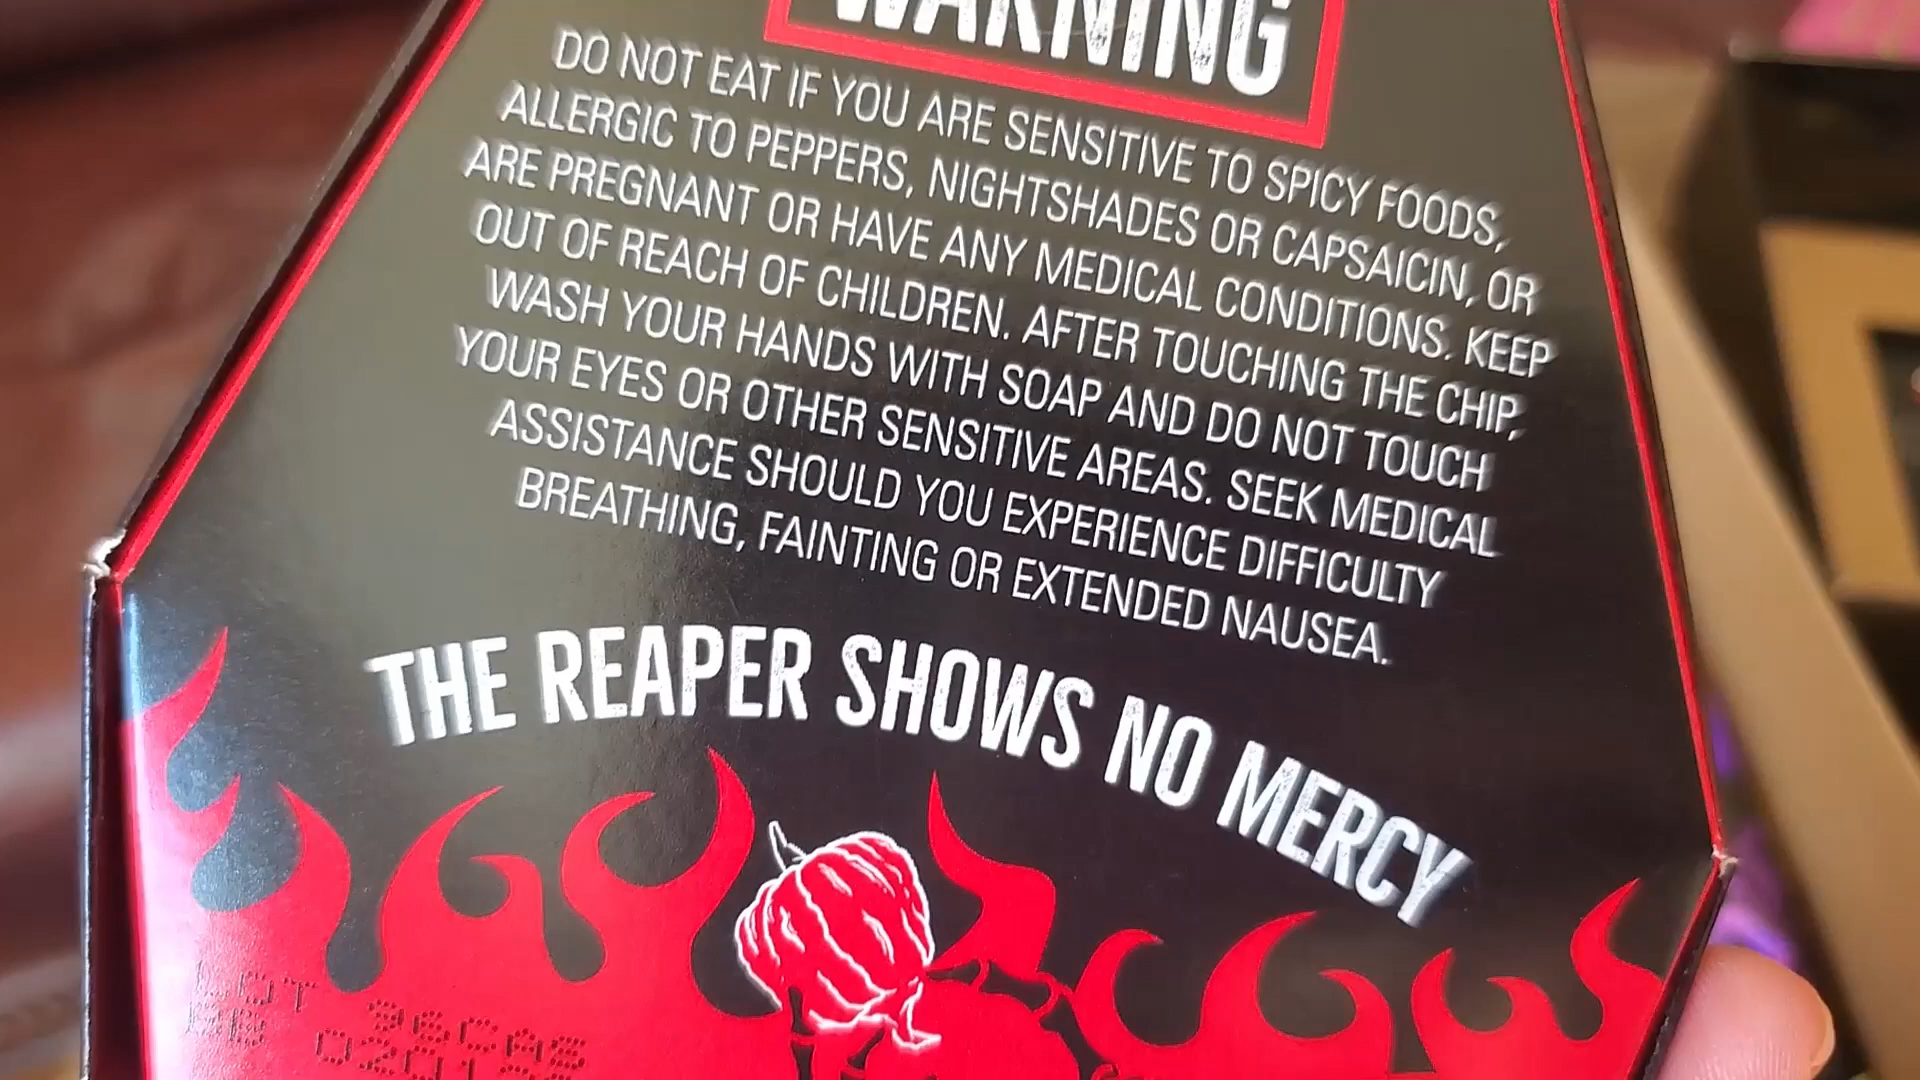 WARNING
DO NOT EAT IF YOU ARE SENSITIVE TO SPICY FOODS,
ALLERGIC TO PEPPERS, NIGHTSHADES OR CAPSAICIN, OR
ARE PREGNANT OR HAVE ANY MEDICAL CONDITIONS. KEEP
OUT OF REACH OF CHILDREN. AFTER TOUCHING THE CHIP,
WASH YOUR HANDS WITH SOAP AND DO NOT TOUCH
YOUR EYES OR OTHER SENSITIVE AREAS. SEEK MEDICAL
ASSISTANCE SHOULD YOU EXPERIENCE DIFFICULTY
BREATHING, FAINTING OR EXTENDED NAUSEA.
THE REAPER SHOWS NO MERCY
LOT 96CAS
BB